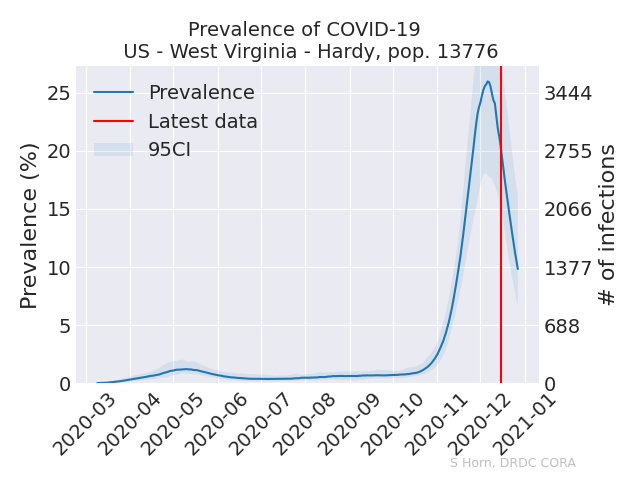 Prevalence of COVID-19
US - West Virginia - Hardy, pop. 13776
Prevalence
Latest data
95CI
Prevalence (%)
25
20
15
10
5
0
3444
2755
2066
1377
688
0
# of infections
2020-03
2020-04
2020-05
2020-06
2020-07
2020-08
2020-09
2020-10
2020-11
2020-12
2021-01
S Horn, DRDC CORA